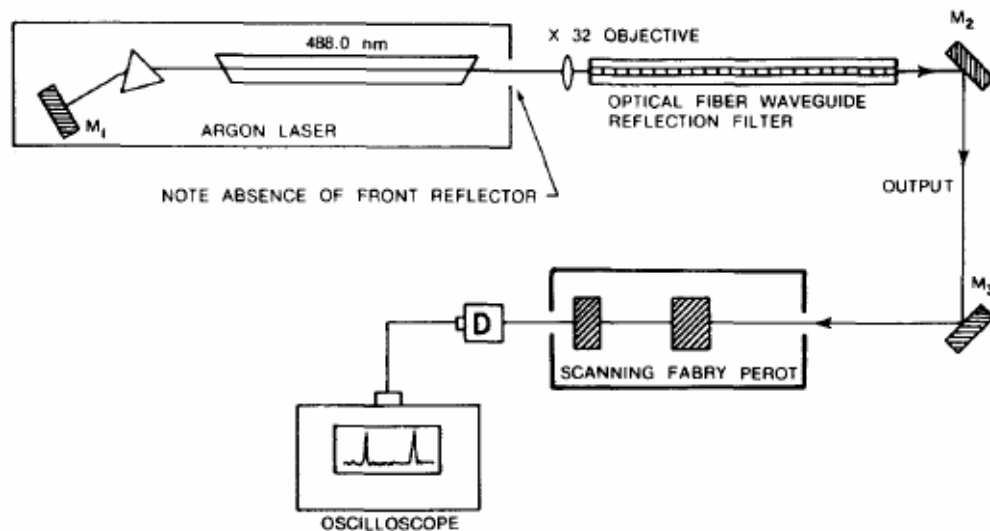 488.0 nm
M1
ARGON LASER
NOTE ABSENCE OF FRONT REFLECTOR
X 32 OBJECTIVE
OPTICAL FIBER WAVEGUIDE
REFLECTION FILTER
M2
OUTPUT
M3
SCANNING FABRY PEROT
D
OSCILLOSCOPE